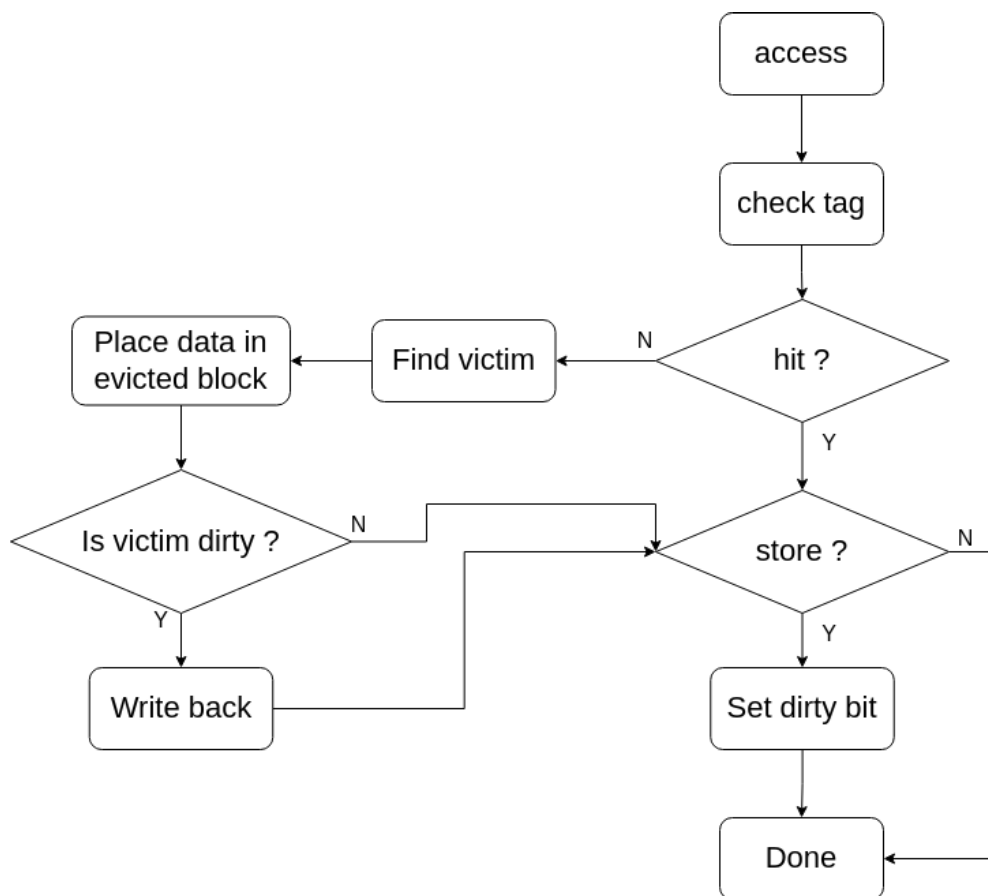 access
check tag
hit ?
N
Y
Find victim
Place data in
evicted block
Is victim dirty ?
N
Y
Write back
store ?
N
Y
Set dirty bit
Done